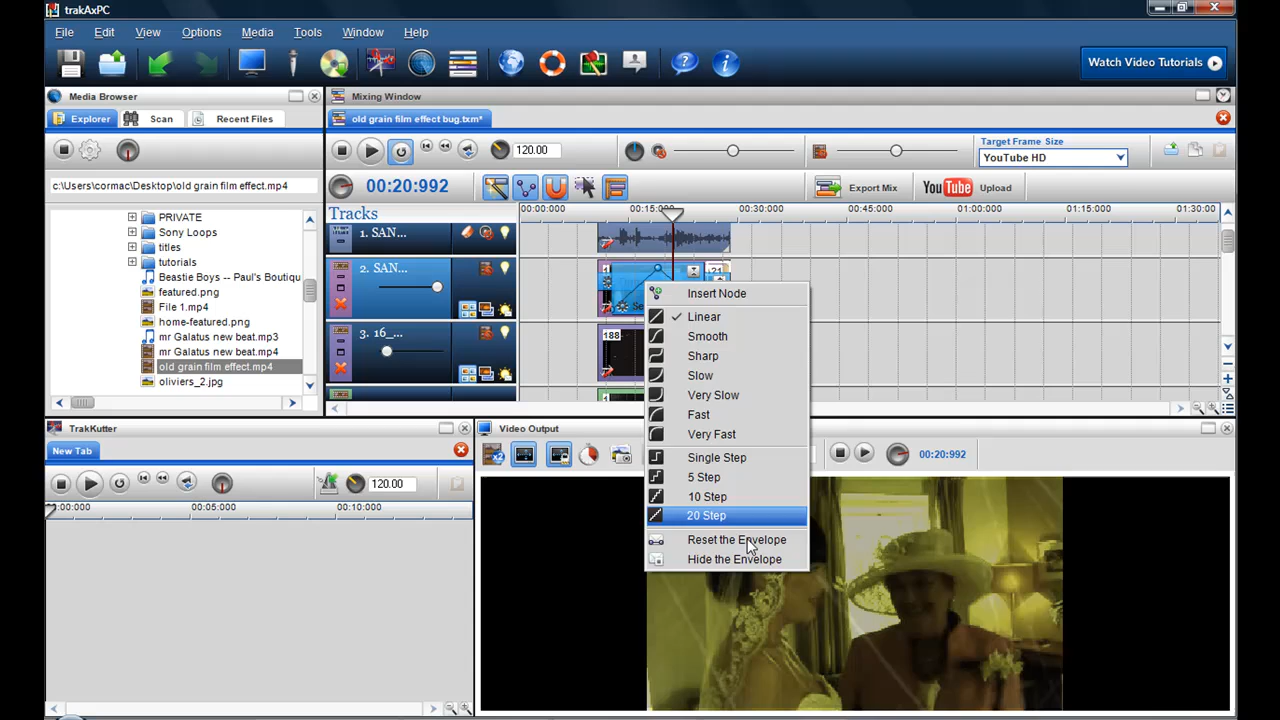 trakAxPC
File Edit View Options Media Tools Window Help
Watch Video Tutorials
Media Browser
Explorer Scan Recent Files
c:\Users\cormac\Desktop\old grain film effect.mp4
PRIVATE
Sony Loops
titles
tutorials
Beastie Boys -- Paul's Boutiqu
featured.png
File 1.mp4
home-featured.png
mr Galatus new beat.mp3
mr Galatus new beat.mp4
old grain film effect.mp4
oliviers_2.jpg
Mixing Window
old grain film effect bug.txm*
120.00
Target Frame Size
YouTube HD
00:20:992
Export Mix
YouTube Upload
Tracks
00:00:000 00:15:000 00:30:000 00:45:000 01:00:000 01:15:000 01:30:00
1. SAN...
2. SAN...
3. 16_...
188
Insert Node
Linear
Smooth
Sharp
Slow
Very Slow
Fast
Very Fast
Single Step
5 Step
10 Step
20 Step
Reset the Envelope
Hide the Envelope
TrakKutter
New Tab
120.00
00:00:000 00:05:000 00:10:000
Video Output
x2
00:20:992